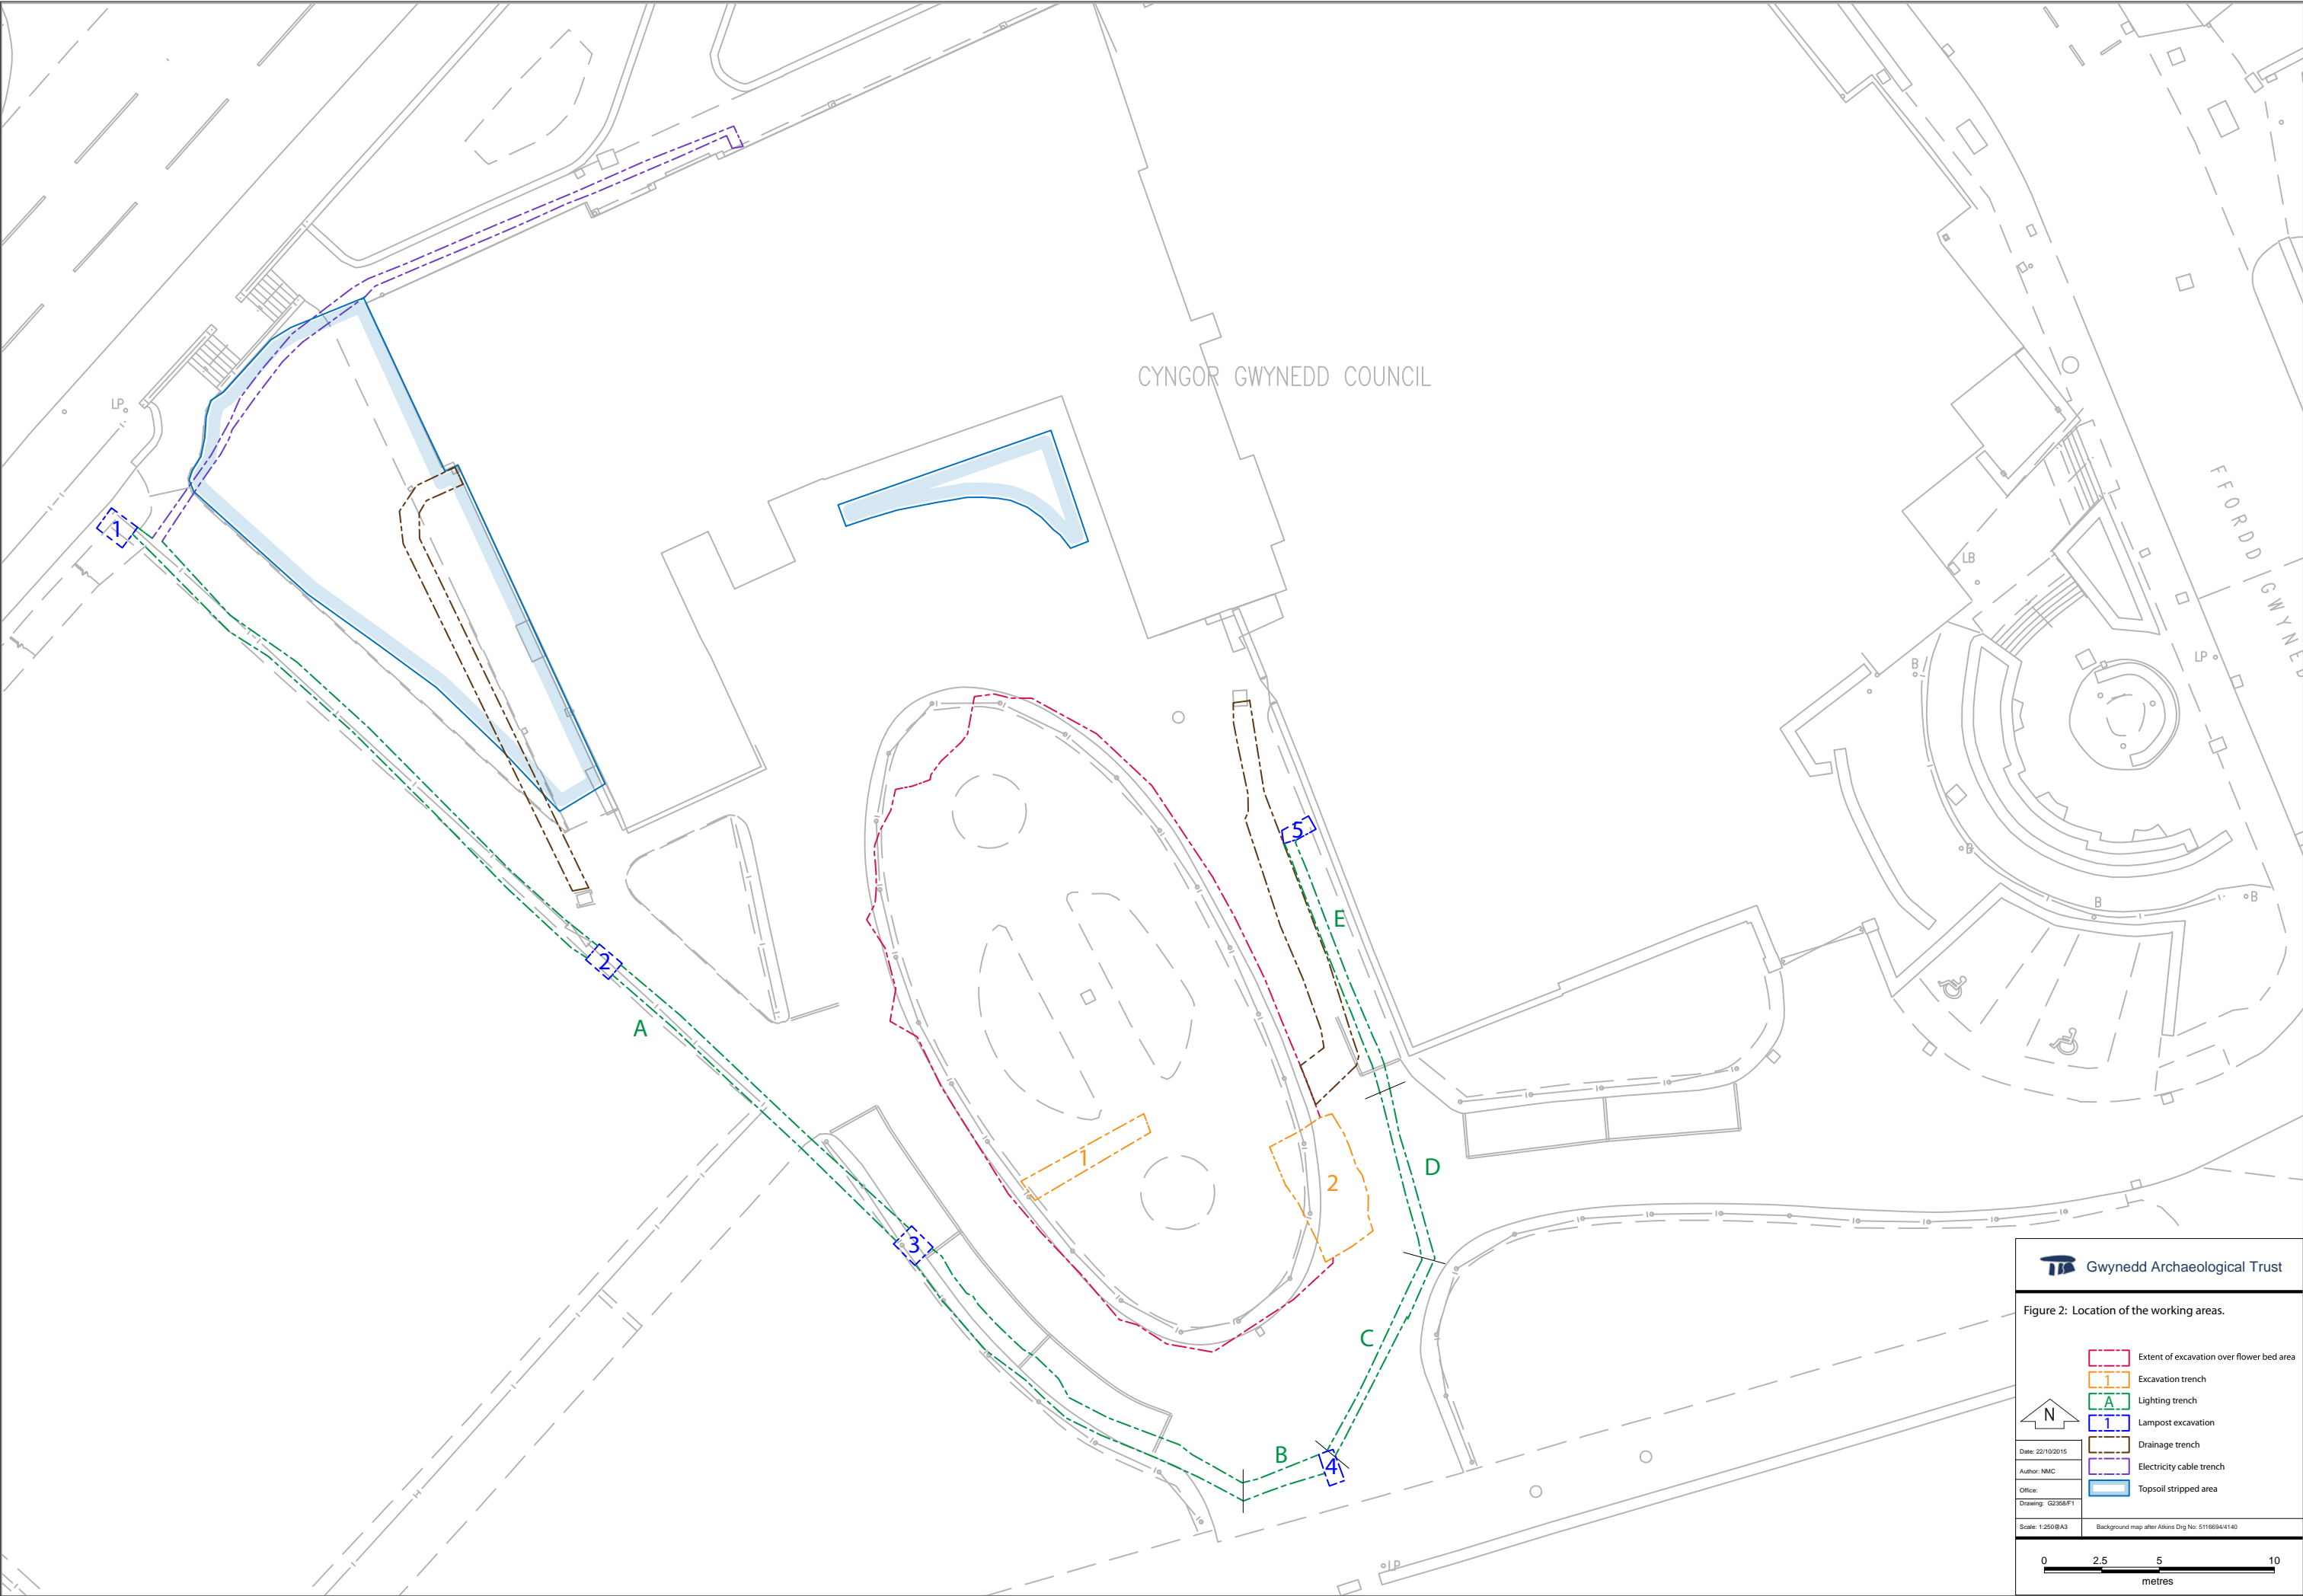 CYNGOR GWYNEDD COUNCIL
LP
1
5
LB
FFORDD GWYNED
B
LP
B
B
B
E
2
A
1
2
D
3
C
B
4
LP
Gwynedd Archaeological Trust
Figure 2: Location of the working areas.
Extent of excavation over flower bed area
1 Excavation trench
A Lighting trench
1 Lampost excavation
Drainage trench
Electricity cable trench
Topsoil stripped area
N
Date: 22/10/2015
Author: NMC
Office:
Drawing: G2358/F1
Scale: 1:250@A3
Background map after Atkins Drg No: 5116694/4140
0 2.5 5 10
metres